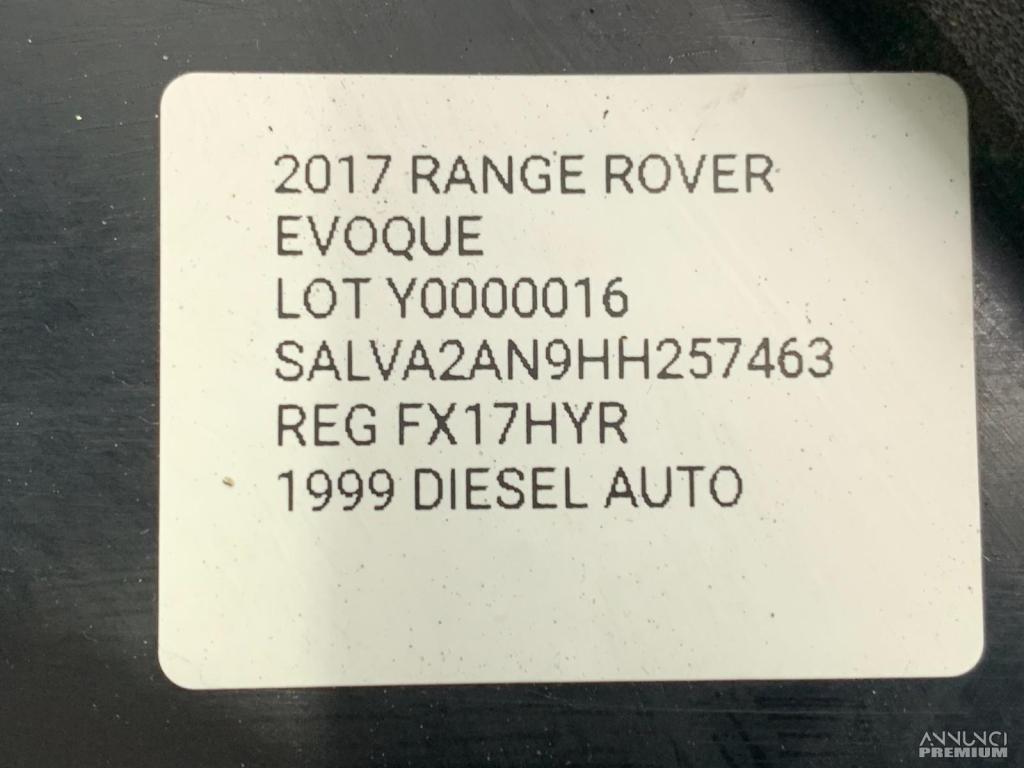 2017 RANGE ROVER
EVOQUE
LOT Y0000016
SALVA2AN9HH257463
REG FX17HYR
1999 DIESEL AUTO
ANNUNCI
PREMIUM